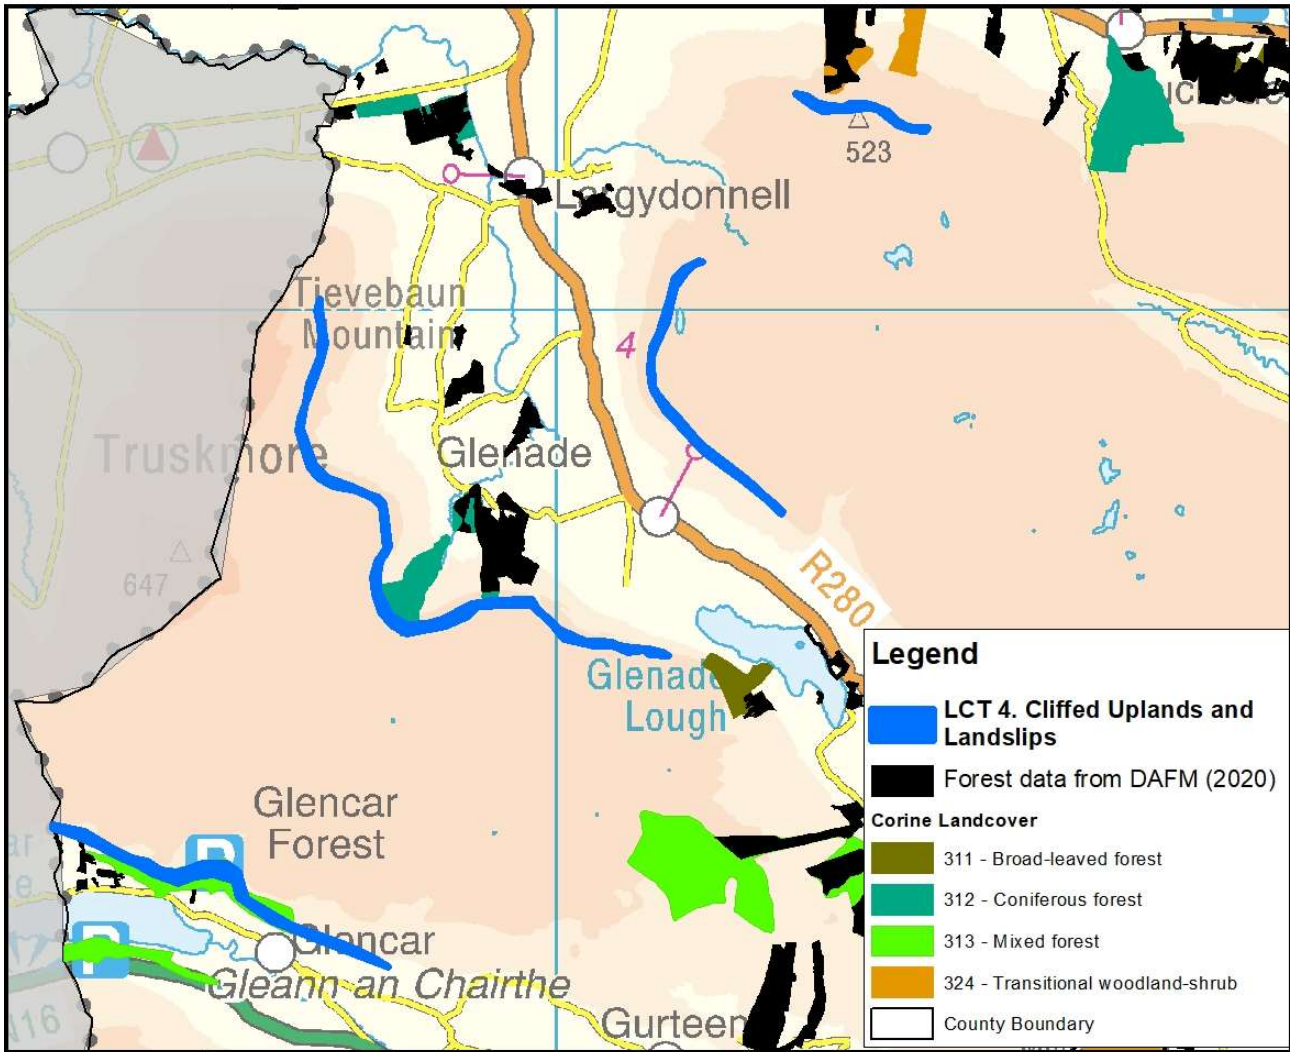 523
Largydonnell
Tievebaun
Mountain
4
Truskmore
Glenade
647
R280
Glenade
Lough
Glencar
Forest
P
Glencar
P
Gleann an Chairthe
N16
Gurteen
Legend
LCT 4. Cliffed Uplands and
Landslips
Forest data from DAFM (2020)
Corine Landcover
311 - Broad-leaved forest
312 - Coniferous forest
313 - Mixed forest
324 - Transitional woodland-shrub
County Boundary